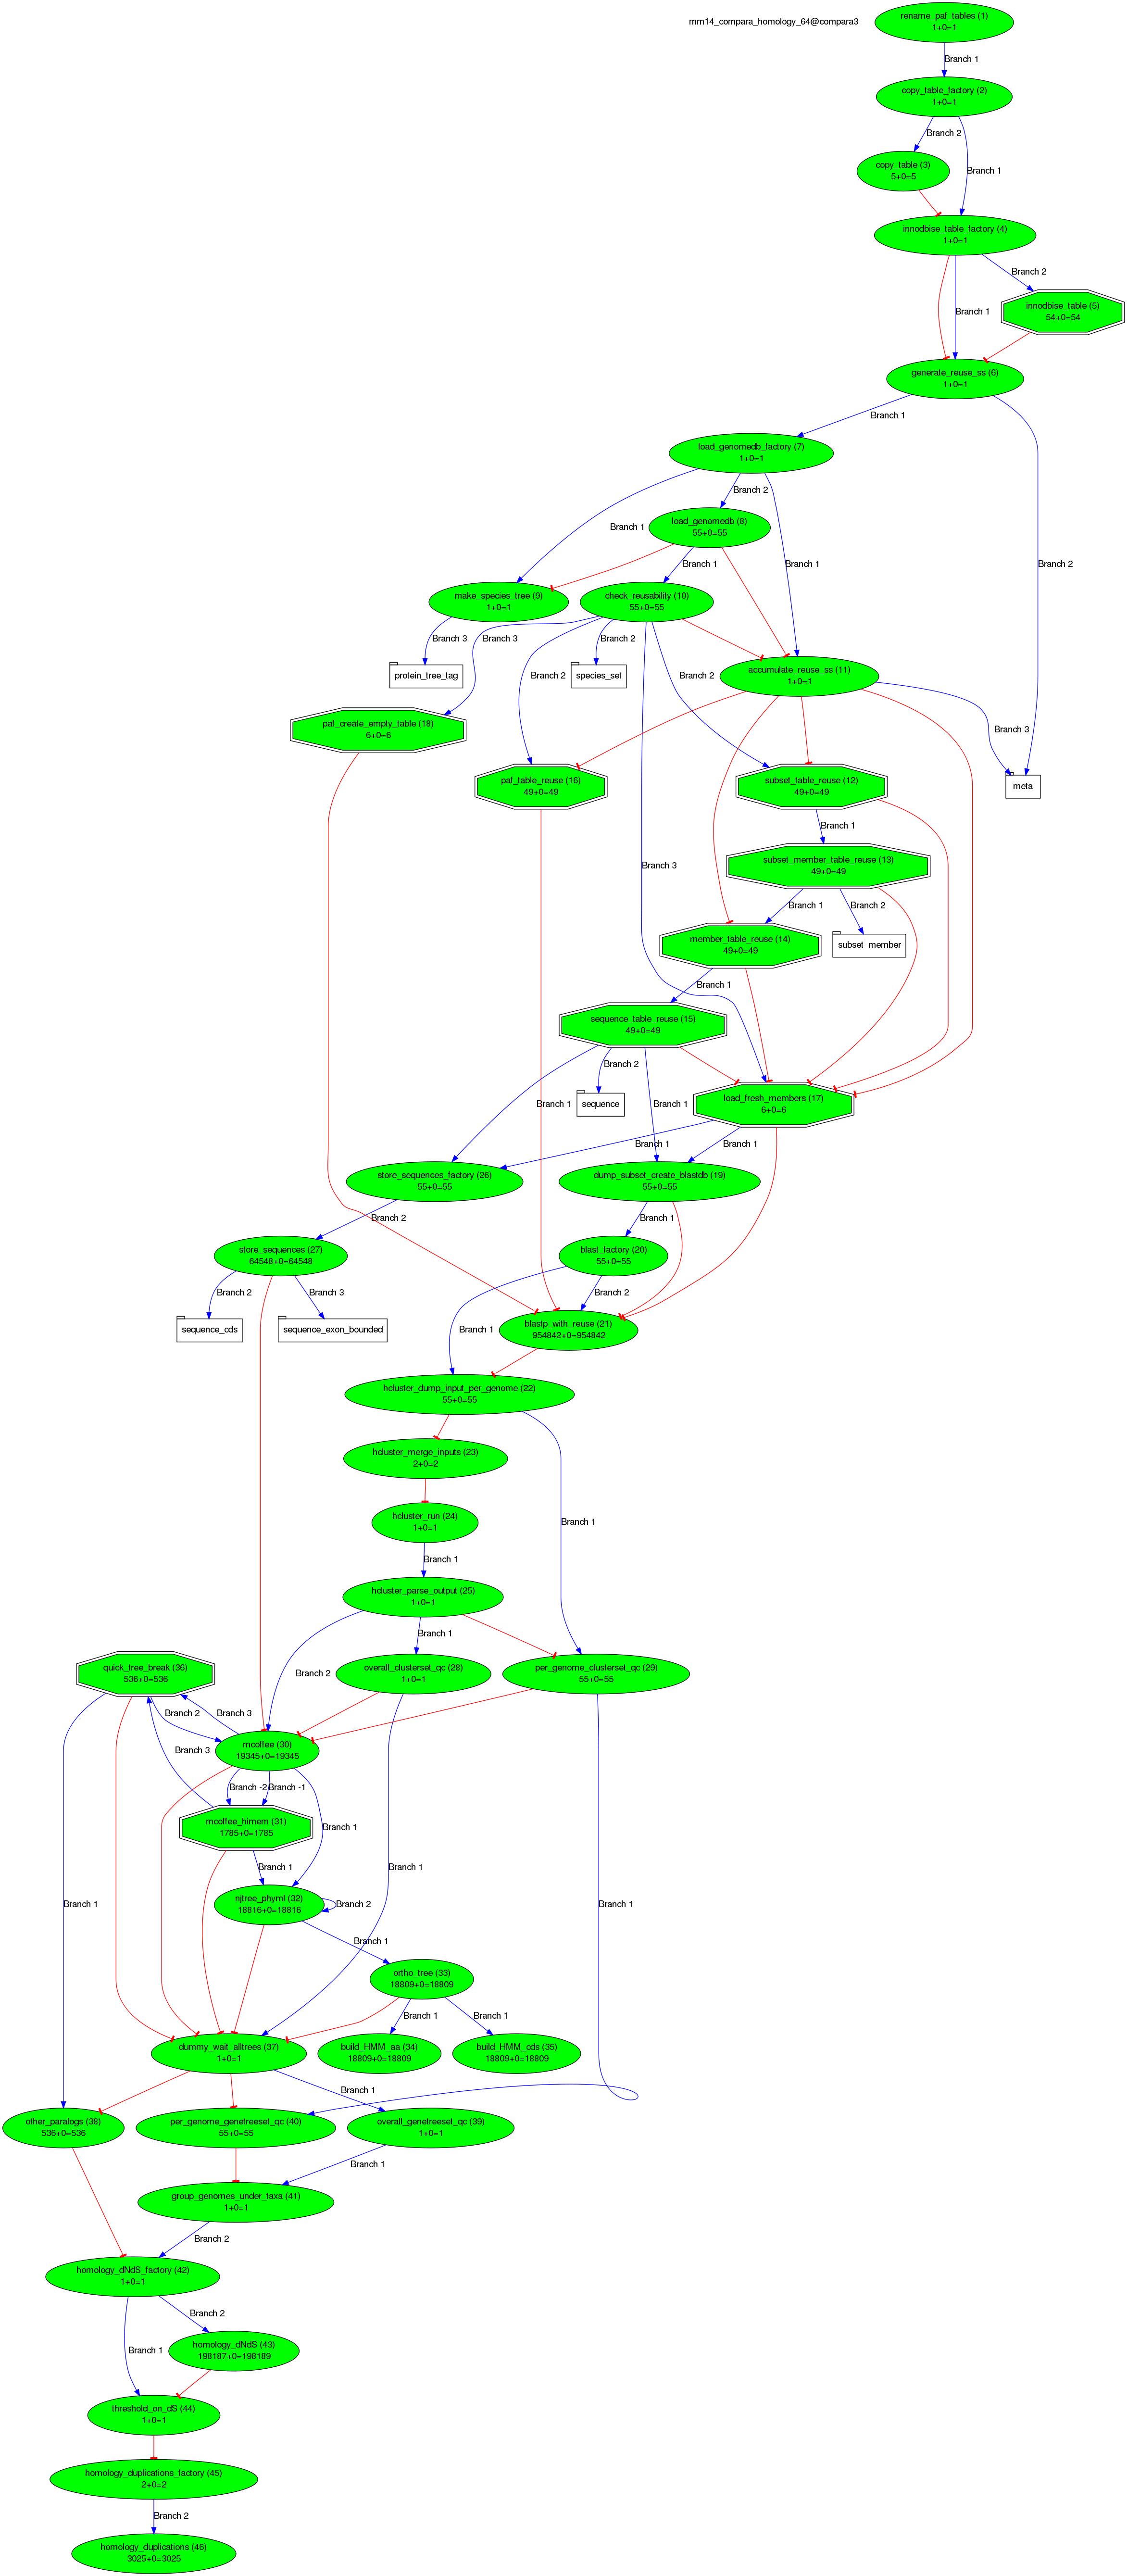 mm14_compara_homology_64@compara3
rename_paf_tables (1)
1+0=1
Branch 1
copy_table_factory (2)
1+0=1
Branch 2
copy_table (3)
5+0=5
Branch 1
innodbise_table_factory (4)
1+0=1
Branch 2
innodbise_table (5)
54+0=54
Branch 1
generate_reuse_ss (6)
1+0=1
Branch 1
load_genomedb_factory (7)
1+0=1
Branch 2
Branch 1
load_genomedb (8)
55+0=55
Branch 1
Branch 1
Branch 2
make_species_tree (9)
1+0=1
check_reusability (10)
55+0=55
Branch 3
Branch 3
Branch 2
Branch 2
Branch 2
protein_tree_tag
species_set
accumulate_reuse_ss (11)
1+0=1
Branch 3
paf_create_empty_table (18)
6+0=6
paf_table_reuse (16)
49+0=49
subset_table_reuse (12)
49+0=49
meta
Branch 1
Branch 3
subset_member_table_reuse (13)
49+0=49
Branch 1
Branch 2
member_table_reuse (14)
49+0=49
subset_member
Branch 1
sequence_table_reuse (15)
49+0=49
Branch 2
Branch 1
Branch 1
sequence
load_fresh_members (17)
6+0=6
Branch 1
Branch 1
store_sequences_factory (26)
55+0=55
dump_subset_create_blastdb (19)
55+0=55
Branch 2
Branch 1
store_sequences (27)
64548+0=64548
blast_factory (20)
55+0=55
Branch 2
Branch 3
Branch 2
Branch 1
sequence_cds
sequence_exon_bounded
blastp_with_reuse (21)
954842+0=954842
hcluster_dump_input_per_genome (22)
55+0=55
hcluster_merge_inputs (23)
2+0=2
Branch 1
hcluster_run (24)
1+0=1
Branch 1
hcluster_parse_output (25)
1+0=1
Branch 1
Branch 2
quick_tree_break (36)
536+0=536
overall_clusterset_qc (28)
1+0=1
per_genome_clusterset_qc (29)
55+0=55
Branch 2
Branch 3
Branch 3
mcoffee (30)
19345+0=19345
Branch -2
Branch -1
mcoffee_himem (31)
1785+0=1785
Branch 1
Branch 1
Branch 1
njtree_phyml (32)
18816+0=18816
Branch 2
Branch 1
Branch 1
Branch 1
ortho_tree (33)
18809+0=18809
Branch 1
Branch 1
dummy_wait_alltrees (37)
1+0=1
build_HMM_aa (34)
18809+0=18809
build_HMM_cds (35)
18809+0=18809
Branch 1
other_paralogs (38)
536+0=536
per_genome_genetreeset_qc (40)
55+0=55
overall_genetreeset_qc (39)
1+0=1
Branch 1
group_genomes_under_taxa (41)
1+0=1
Branch 2
homology_dNdS_factory (42)
1+0=1
Branch 2
Branch 1
homology_dNdS (43)
198187+0=198189
threshold_on_dS (44)
1+0=1
homology_duplications_factory (45)
2+0=2
Branch 2
homology_duplications (46)
3025+0=3025